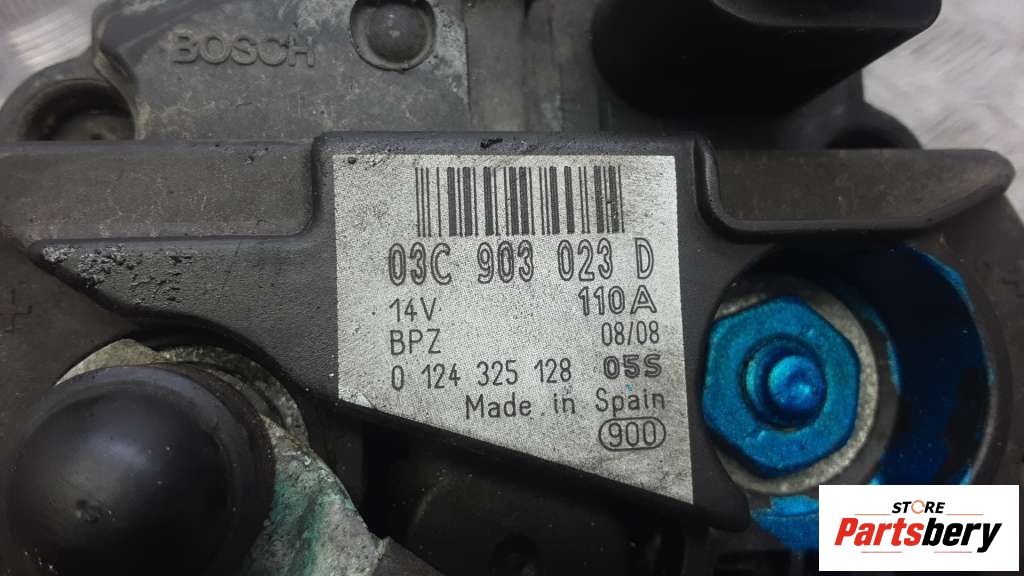 BOSCH
03C 903 023 D
14V 110A
BPZ 08/08
0 124 325 128 05S
Made in Spain
900
STORE
Partsbery